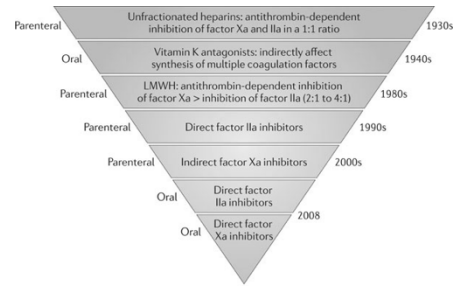 Parenteral
Unfractionated heparins: antithrombin-dependent
inhibition of factor Xa and IIa in a 1:1 ratio
1930s
Oral
Vitamin K antagonists: indirectly affect
synthesis of multiple coagulation factors
1940s
Parenteral
LMWH: antithrombin-dependent inhibition
of factor Xa > inhibition of factor IIa (2:1 to 4:1)
1980s
Parenteral
Direct factor IIa inhibitors
1990s
Parenteral
Indirect factor Xa inhibitors
2000s
Oral
Direct factor
IIa inhibitors
2008
Oral
Direct factor
Xa inhibitors